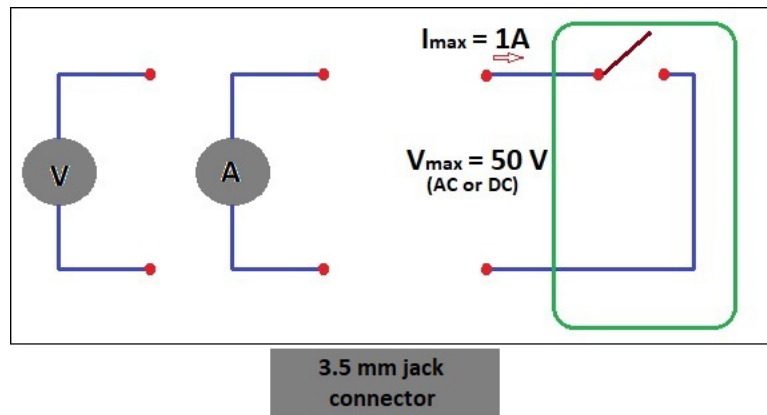 Imax = 1A
V
A
Vmax = 50 V
(AC or DC)
3.5 mm jack
connector